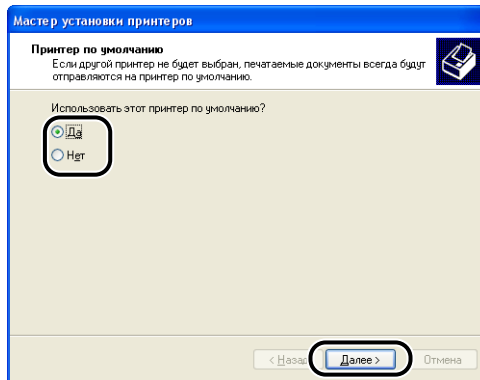 Мастер установки принтеров
Принтер по умолчанию
Если другой принтер не будет выбран, печатаемые документы всегда будут
отправляются на принтер по умолчанию.
Использовать этот принтер по умолчанию?
Да
Нет
< Назад Далее > Отмена